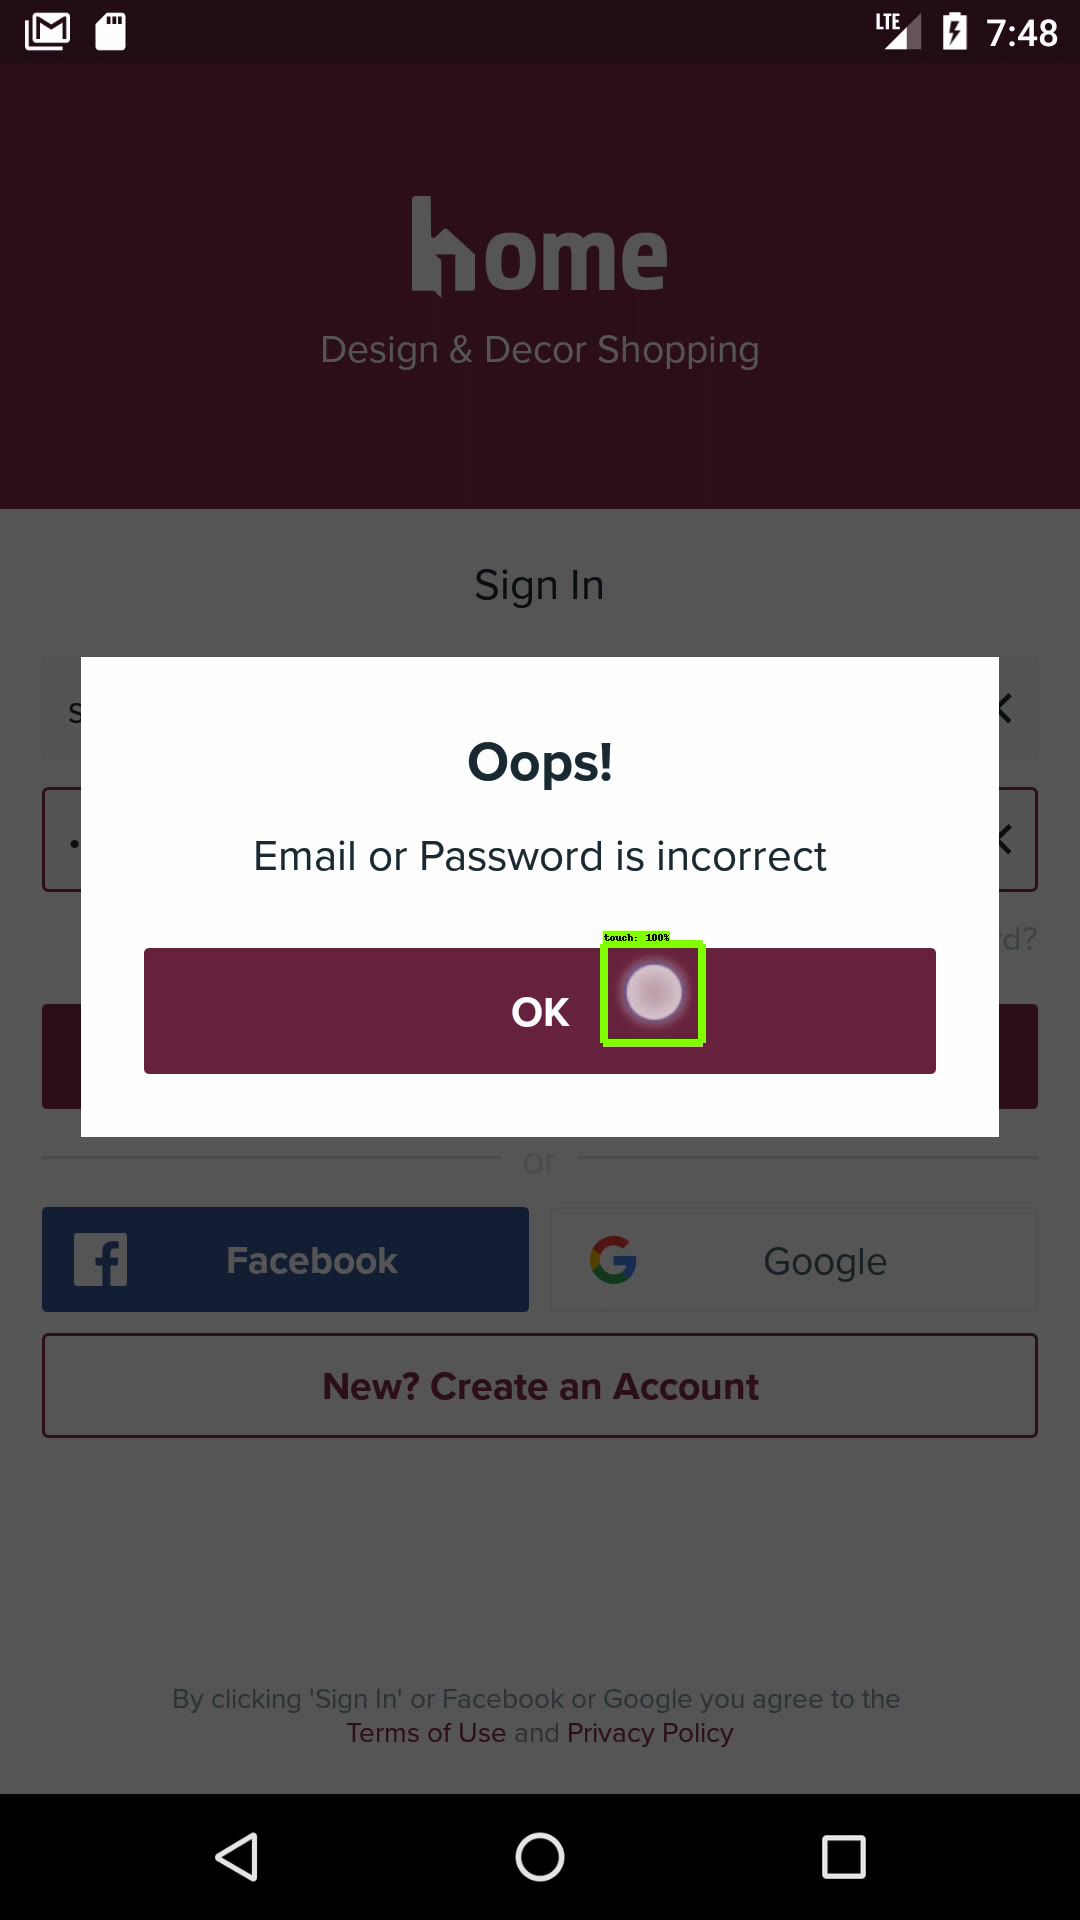 LTE 7:48
home
Design & Decor Shopping
Sign In
s
Oops!
Email or Password is incorrect
touch: 100%
rd?
OK
or
Facebook
Google
New? Create an Account
By clicking 'Sign In' or Facebook or Google you agree to the
Terms of Use and Privacy Policy